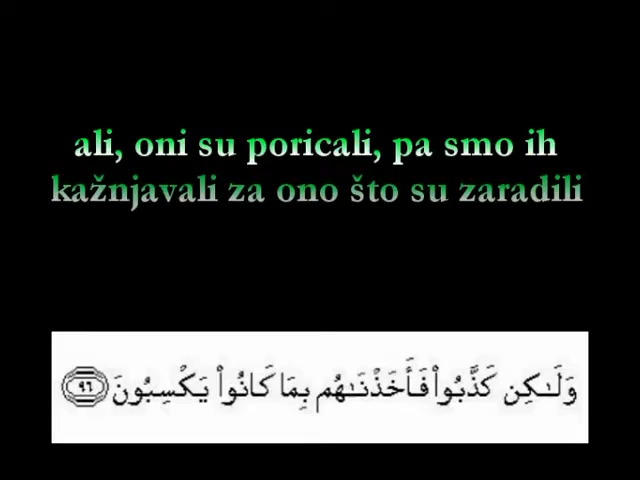 ali, oni su poricali, pa smo ih
kažnjavali za ono što su zaradili
وَلَـٰكِن كَذَّبُوا۟ فَأَخَذْنَـٰهُم بِمَا كَانُوا۟ يَكْسِبُونَ ٩٦